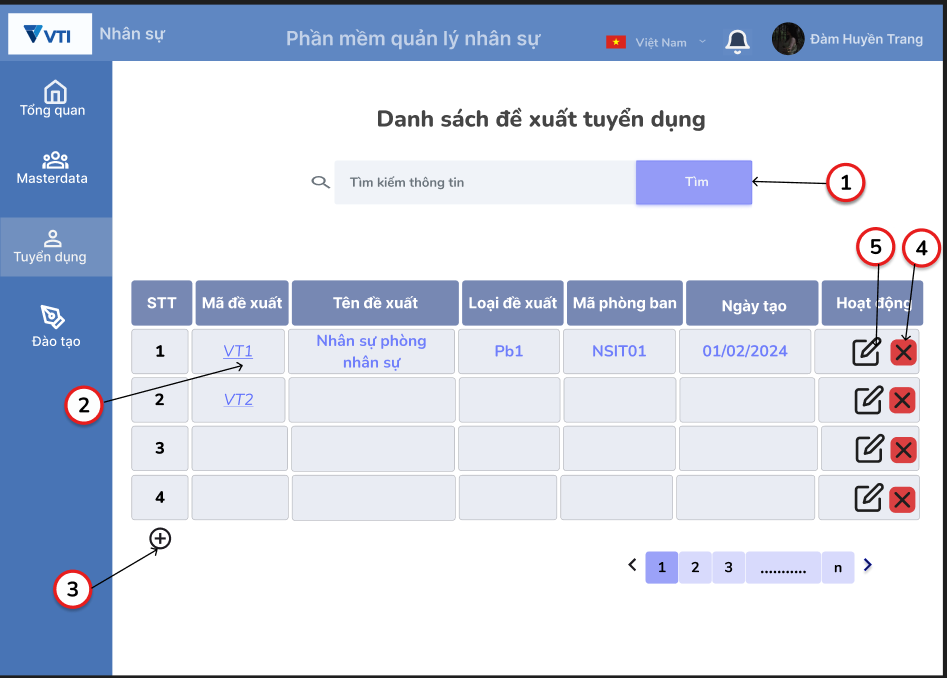 VTI
Nhân sự
Phần mềm quản lý nhân sự
Việt Nam
Đàm Huyền Trang
Tổng quan
Masterdata
Tuyển dụng
Đào tạo
Danh sách đề xuất tuyển dụng
Tìm kiếm thông tin
Tìm
1
5
4
STT Mã đề xuất Tên đề xuất Loại đề xuất Mã phòng ban Ngày tạo Hoạt động
1 VT1 Nhân sự phòng
nhân sự Pb1 NSIT01 01/02/2024
2
2 VT2
3
4
3
1 2 3 ........... n